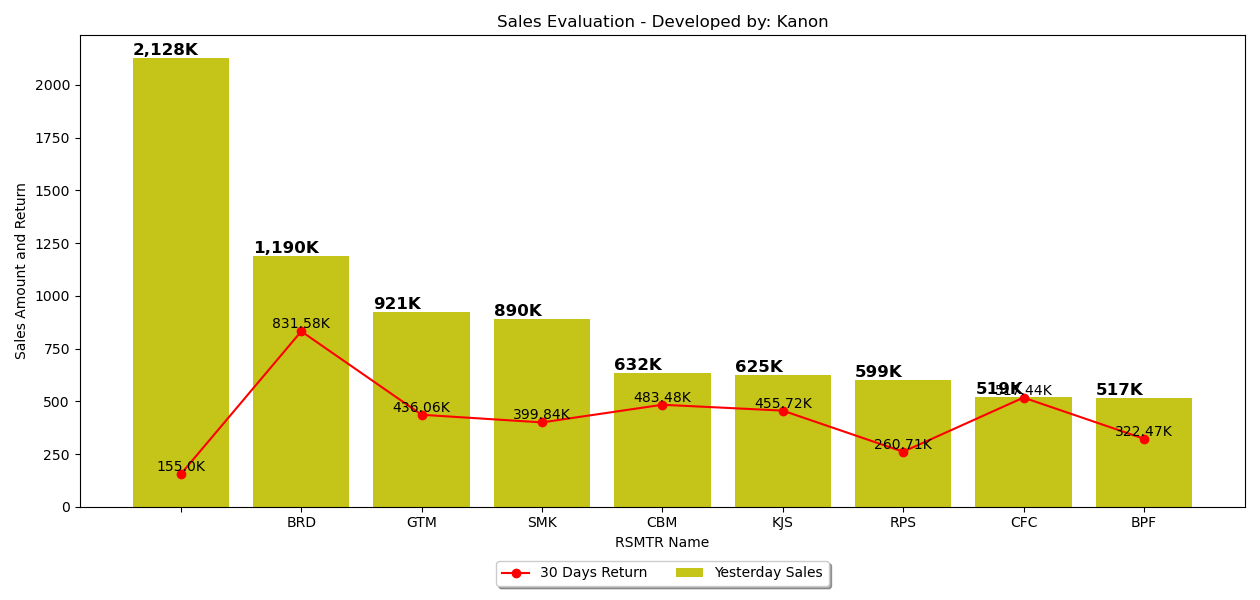 Sales Evaluation - Developed by: Kanon
Sales Amount and Return
2000
1750
1500
1250
1000
750
500
250
0
2,128K
1,190K
921K
890K
632K
625K
599K
519K
517K
155.0K
831.58K
436.06K
399.84K
483.48K
455.72K
260.71K
322.47K
BRD GTM SMK CBM KJS RPS CFC BPF
RSMTR Name
30 Days Return Yesterday Sales